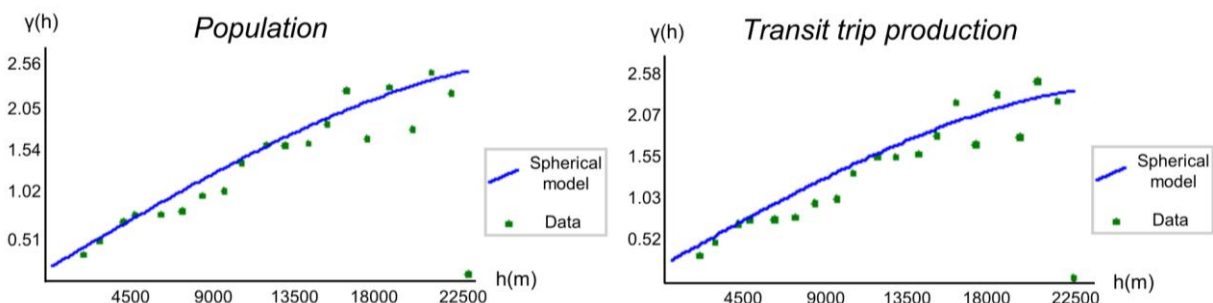 Population
γ(h)
2.56
2.05
1.54
1.02
0.51
4500 9000 13500 18000 22500
h(m)
Spherical
model
Data
Transit trip production
γ(h)
2.58
2.07
1.55
1.03
0.52
4500 9000 13500 18000 22500
h(m)
Spherical
model
Data